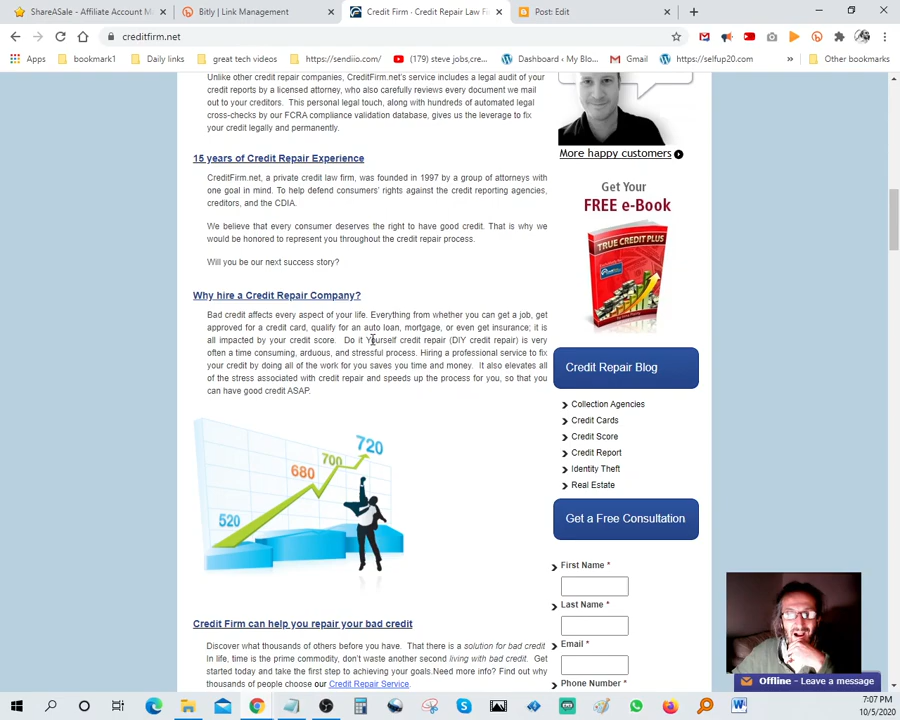 ShareASale - Affiliate Account M
Bitly | Link Management
Credit Firm · Credit Repair Law F
Post: Edit
creditfirm.net
Apps
bookmark1
Daily links
great tech videos
https://sendiio.com/
(171) steve jobs,cre
Dashboard ‹ My Blo
Gmail
https://selfup20.com
Other bookmarks
Unlike other credit repair companies, CreditFirm.net's service includes a legal audit of your
credit reports by a licensed attorney, who also carefully reviews every document we mail
out to your creditors. This personal legal touch, along with hundreds of automated legal
cross-checks by our FCRA compliance validation database, gives us the leverage to fix
your credit legally and permanently.
15 years of Credit Repair Experience
CreditFirm.net, a private credit law firm, was founded in 1997 by a group of attorneys with
one goal in mind. To help defend consumers' rights against the credit reporting agencies,
creditors, and the CDIA.
We believe that every consumer deserves the right to have good credit. That is why we
would be honored to represent you throughout the credit repair process.
Will you be our next success story?
Why hire a Credit Repair Company?
Bad credit affects every aspect of your life. Everything from whether you can get a job, get
approved for a credit card, qualify for an auto loan, mortgage, or even get insurance; it is
all impacted by your credit score. Do it Yourself credit repair (DIY credit repair) is very
often a time consuming, arduous, and stressful process. Hiring a professional service to fix
your credit by doing all of the work for you saves you time and money. It also elevates all
of the stress associated with credit repair and speeds up the process for you, so that you
can have good credit ASAP.
520
680
700
720
Credit Firm can help you repair your bad credit
Discover what thousands of others before you have. That there is a solution for bad credit
In life, time is the prime commodity, don't waste another second living with bad credit. Get
started today and take the first step to achieving your goals.Need more info? Find out why
thousands of people choose our Credit Repair Service.
More happy customers
Get Your
FREE e-Book
TRUE CREDIT PLUS
Credit Repair Blog
Collection Agencies
Credit Cards
Credit Score
Credit Report
Identity Theft
Real Estate
Get a Free Consultation
First Name *
Last Name *
Email *
Phone Number *
Offline - Leave a message
7:07 PM
10/5/2020